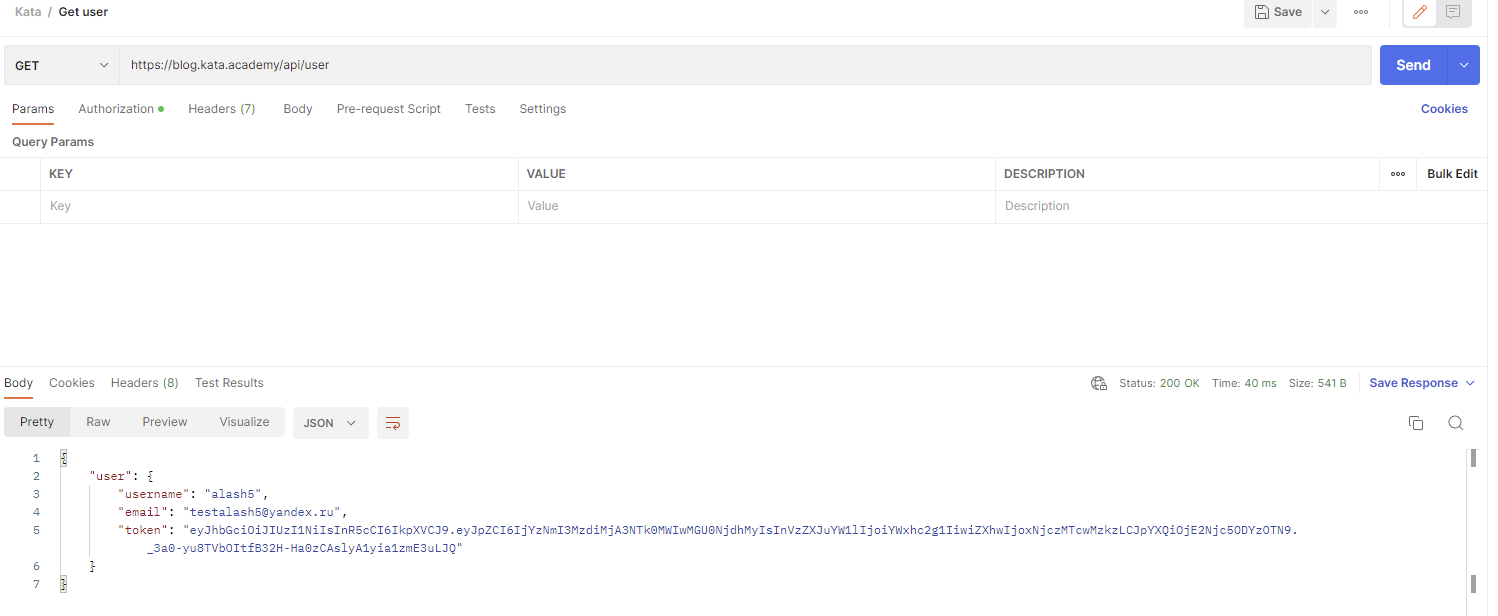 Kata / Get user
Save
GET https://blog.kata.academy/api/user Send
Params Authorization Headers (7) Body Pre-request Script Tests Settings Cookies
Query Params
KEY VALUE DESCRIPTION Bulk Edit
Key Value Description
Body Cookies Headers (8) Test Results Status: 200 OK Time: 40 ms Size: 541 B Save Response
Pretty Raw Preview Visualize JSON
1 {
2 "user": {
3 "username": "alash5",
4 "email": "testalash5@yandex.ru",
5 "token": "eyJhbGciOiJIUzI1NiIsInR5cCI6IkpXVCJ9.eyJpZCI6IjYzNmI3MzdiMjA3NTk0MWIwMGU0NjdhMyIsInVzZXJuYW1lIjoiYWxhc2g1IiwiZXhwIjoxNjczMTcwMzkzLCJpYXQiOjE2Njc5ODYzOTN9.
_3a0-yu8TVbOItfB32H-Ha0zCAslyA1yia1zmE3uLJQ"
6 }
7 }